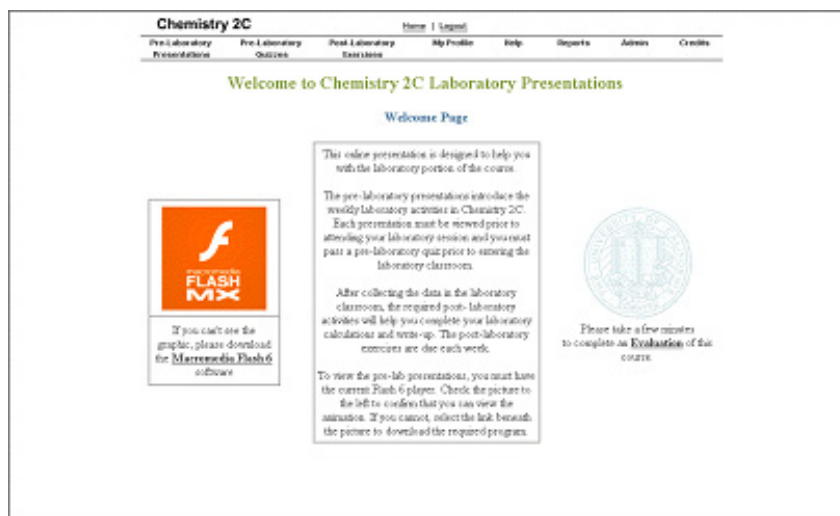 Chemistry 2C
Home | Logout
Pre-Laboratory Presentations
Pre-Laboratory Quizzes
Post-Laboratory Exercises
My Profile
Help
Reports
Admin
Credits
Welcome to Chemistry 2C Laboratory Presentations
Welcome Page
This online presentation is designed to help you
with the laboratory portion of the course.
The pre-laboratory presentations introduce the
weekly laboratory activities in Chemistry 2C.
Each presentation must be viewed prior to
attending your laboratory session and you must
pass a pre-laboratory quiz prior to entering the
laboratory classroom.
After collecting the data in the laboratory
classroom, the required post- laboratory
activities will help you complete your laboratory
calculations and write-up. The post-laboratory
exercises are due each week.
To view the pre-lab presentations, you must have
the current Flash 6 player. Check the picture to
the left to confirm that you can view the
animation. If you cannot, select the link beneath
the picture to download the required program.
macromedia
FLASH
MX
If you can't see the
graphic, please download
the Macromedia Flash 6
software
Please take a few minutes
to complete an Evaluation of this
course.